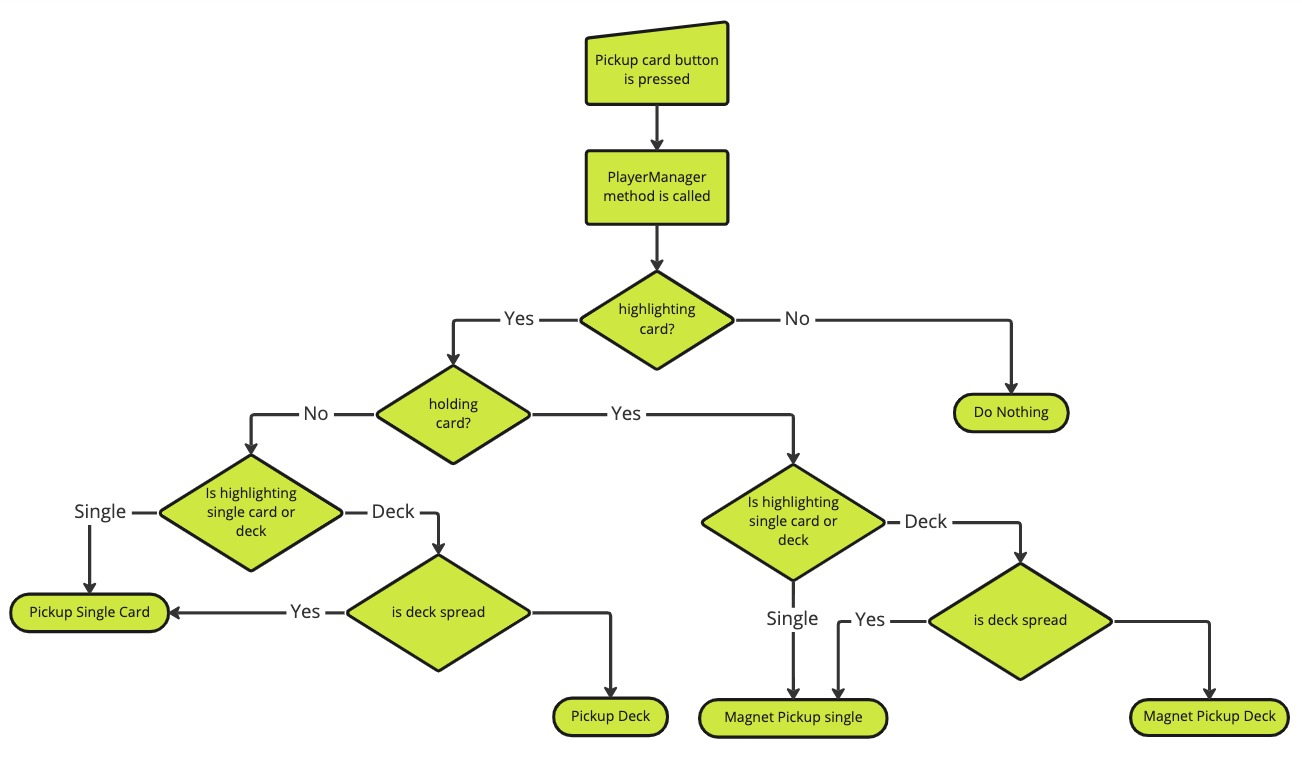 Pickup card button
is pressed
PlayerManager
method is called
highlighting
card?
Yes
No
holding
card?
Do Nothing
No
Yes
Is highlighting
single card or
deck
Single
Deck
Is highlighting
single card or
deck
Deck
Pickup Single Card
Yes
is deck spread
Single
Yes
is deck spread
Pickup Deck
Magnet Pickup single
Magnet Pickup Deck